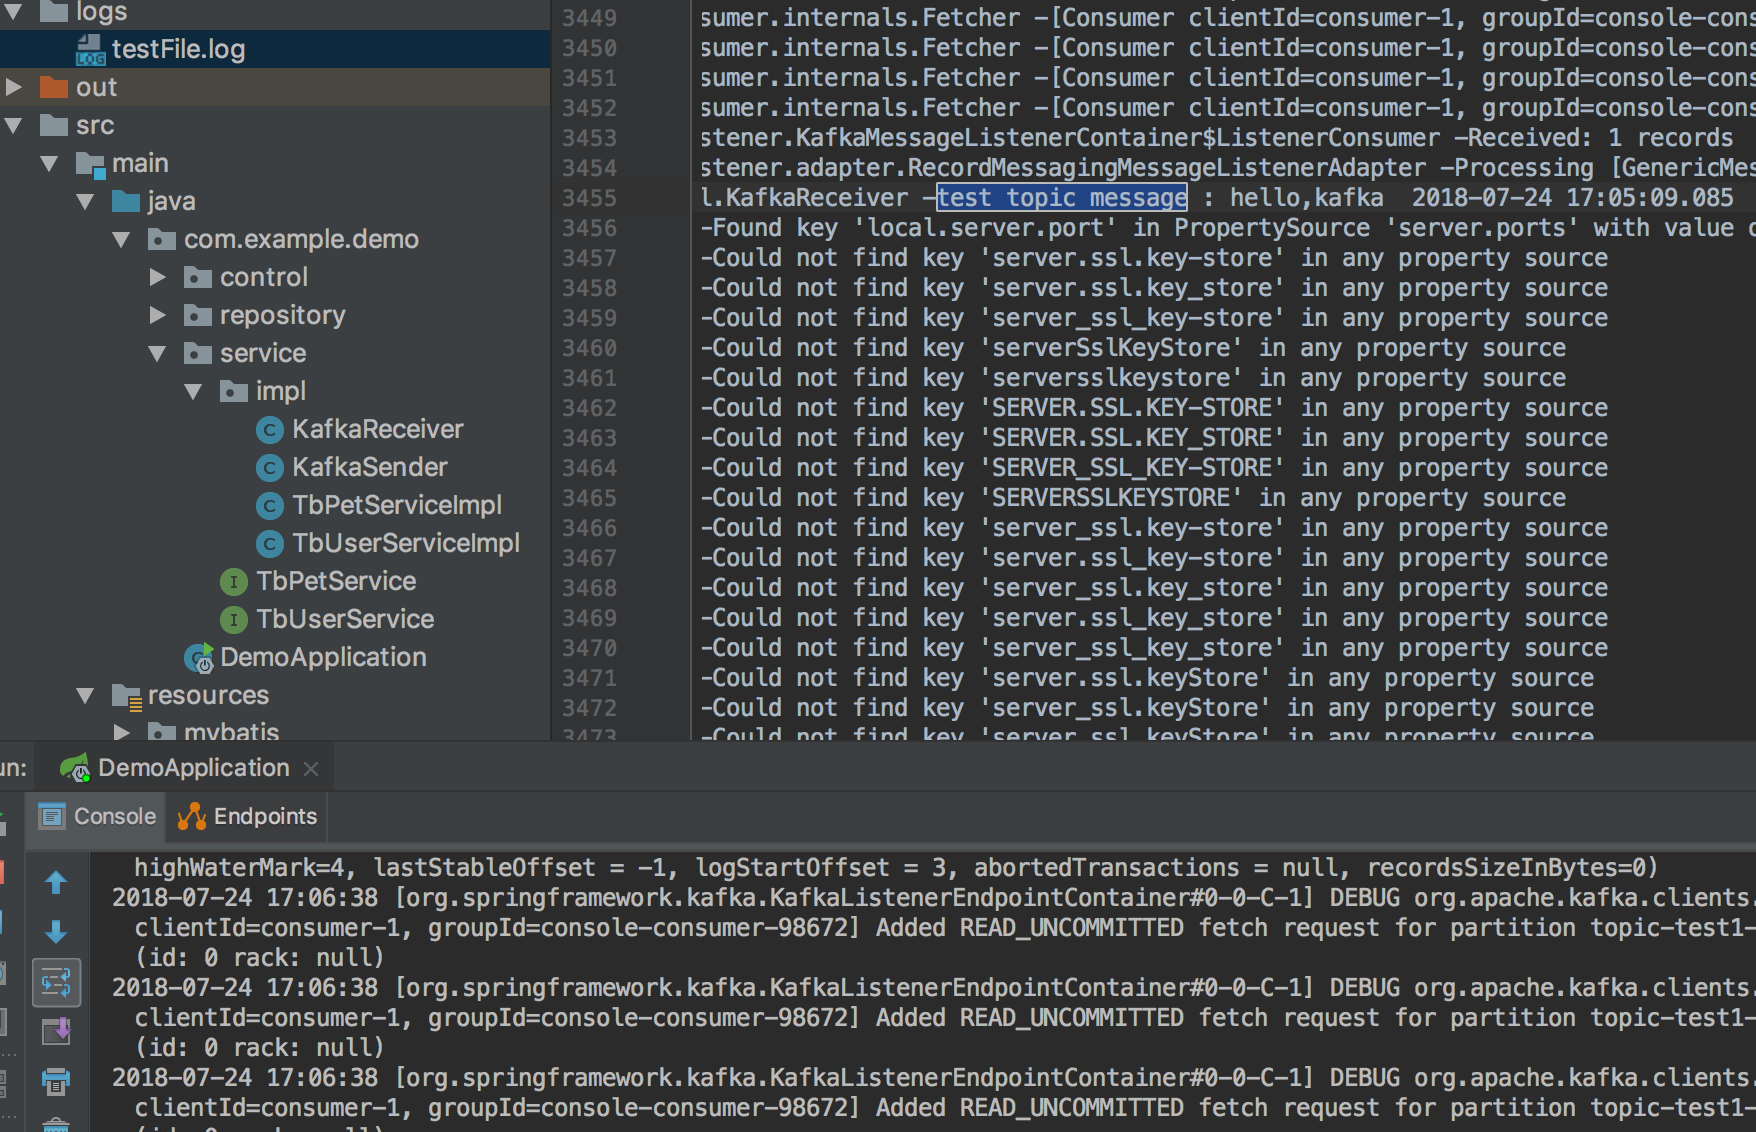 logs
testFile.log
out
src
main
java
com.example.demo
control
repository
service
impl
KafkaReceiver
KafkaSender
TbPetServiceImpl
TbUserServiceImpl
TbPetService
TbUserService
DemoApplication
resources
mybatis
3449 sumer.internals.Fetcher -[Consumer clientId=consumer-1, groupId=console-cons
3450 sumer.internals.Fetcher -[Consumer clientId=consumer-1, groupId=console-cons
3451 sumer.internals.Fetcher -[Consumer clientId=consumer-1, groupId=console-cons
3452 sumer.internals.Fetcher -[Consumer clientId=consumer-1, groupId=console-cons
3453 stener.KafkaMessageListenerContainer$ListenerConsumer -Received: 1 records
3454 stener.adapter.RecordMessagingMessageListenerAdapter -Processing [GenericMes
3455 l.KafkaReceiver -test topic message : hello,kafka 2018-07-24 17:05:09.085
3456 -Found key 'local.server.port' in PropertySource 'server.ports' with value o
3457 -Could not find key 'server.ssl.key-store' in any property source
3458 -Could not find key 'server.ssl.key_store' in any property source
3459 -Could not find key 'server_ssl_key-store' in any property source
3460 -Could not find key 'serverSslKeyStore' in any property source
3461 -Could not find key 'serversslkeystore' in any property source
3462 -Could not find key 'SERVER.SSL.KEY-STORE' in any property source
3463 -Could not find key 'SERVER.SSL.KEY_STORE' in any property source
3464 -Could not find key 'SERVER_SSL_KEY-STORE' in any property source
3465 -Could not find key 'SERVERSSLKEYSTORE' in any property source
3466 -Could not find key 'server_ssl.key-store' in any property source
3467 -Could not find key 'server.ssl_key-store' in any property source
3468 -Could not find key 'server_ssl.key_store' in any property source
3469 -Could not find key 'server.ssl_key.store' in any property source
3470 -Could not find key 'server_ssl_key_store' in any property source
3471 -Could not find key 'server.ssl.keyStore' in any property source
3472 -Could not find key 'server_ssl.keyStore' in any property source
3473 -Could not find key 'server.ssl_keyStore' in any property source
un: DemoApplication
Console Endpoints
highWaterMark=4, lastStableOffset = -1, logStartOffset = 3, abortedTransactions = null, recordsSizeInBytes=0)
2018-07-24 17:06:38 [org.springframework.kafka.KafkaListenerEndpointContainer#0-0-C-1] DEBUG org.apache.kafka.clients.
clientId=consumer-1, groupId=console-consumer-98672] Added READ_UNCOMMITTED fetch request for partition topic-test1-
(id: 0 rack: null)
2018-07-24 17:06:38 [org.springframework.kafka.KafkaListenerEndpointContainer#0-0-C-1] DEBUG org.apache.kafka.clients.
clientId=consumer-1, groupId=console-consumer-98672] Added READ_UNCOMMITTED fetch request for partition topic-test1-
(id: 0 rack: null)
2018-07-24 17:06:38 [org.springframework.kafka.KafkaListenerEndpointContainer#0-0-C-1] DEBUG org.apache.kafka.clients.
clientId=consumer-1, groupId=console-consumer-98672] Added READ_UNCOMMITTED fetch request for partition topic-test1-
(id: 0 rack: null)